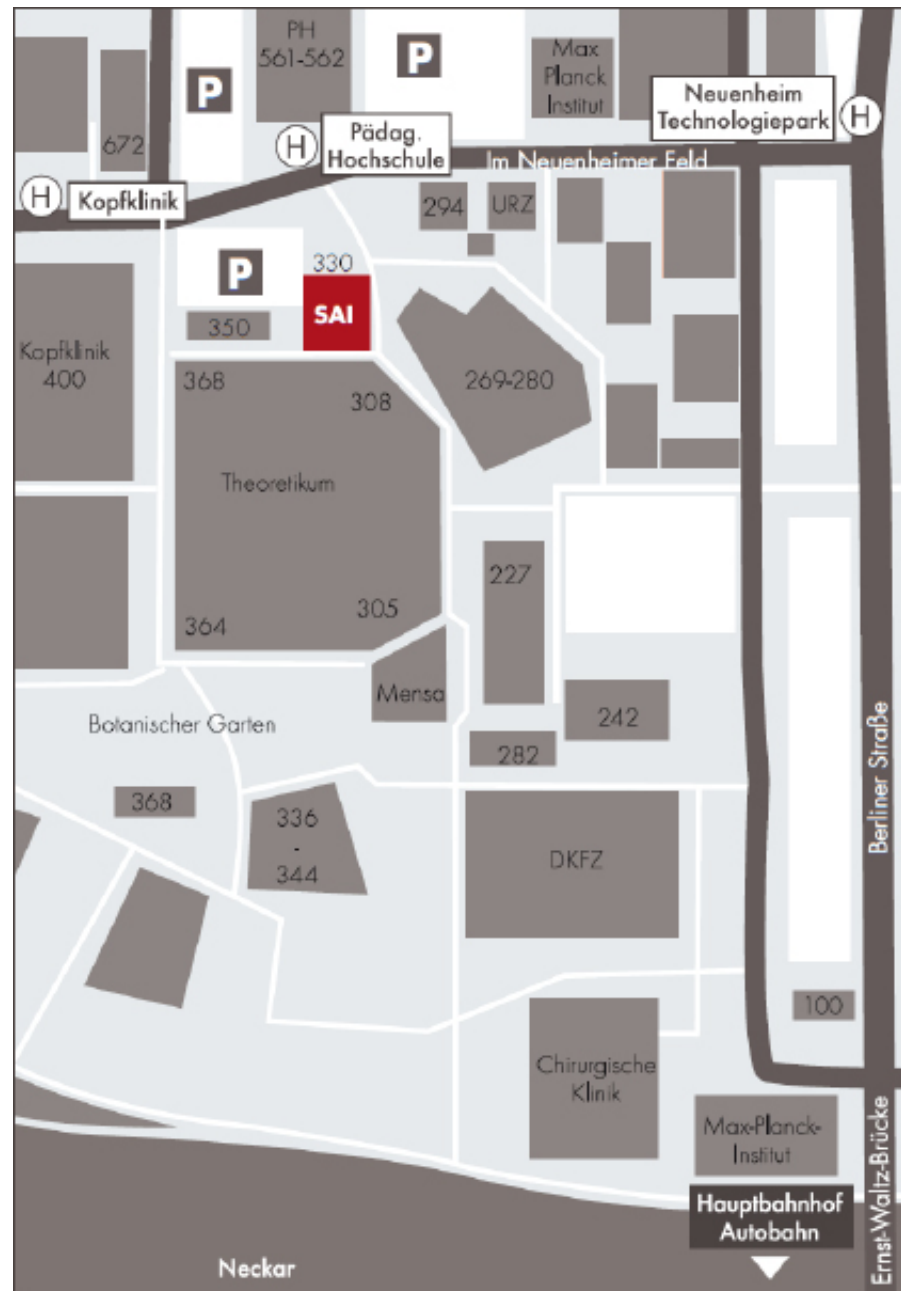 PH
561-562
P
P
Max
Planck
Institut
Neuenheim
Technologiepark
H
672
H
Pädag.
Hochschule
Im Neuenheimer Feld
H
Kopfklinik
294
URZ
P
330
SAI
350
Kopfklinik
400
368
308
269-280
Theoretikum
227
305
364
Mensa
242
282
Botanischer Garten
368
336
-
344
DKFZ
Berliner Straße
100
Chirurgische
Klinik
Max-Planck-
Institut
Hauptbahnhof
Autobahn
Ernst-Waltz-Brücke
Neckar